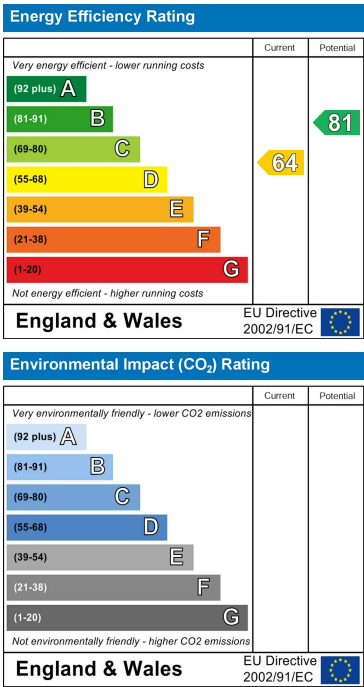 Energy Efficiency Rating
Current Potential
Very energy efficient - lower running costs
(92 plus) A
(81-91) B
81
(69-80) C
64
(55-68) D
(39-54) E
(21-38) F
(1-20) G
Not energy efficient - higher running costs
England & Wales
EU Directive
2002/91/EC
Environmental Impact (CO₂) Rating
Current Potential
Very environmentally friendly - lower CO2 emissions
(92 plus) A
(81-91) B
(69-80) C
(55-68) D
(39-54) E
(21-38) F
(1-20) G
Not environmentally friendly - higher CO2 emissions
England & Wales
EU Directive
2002/91/EC